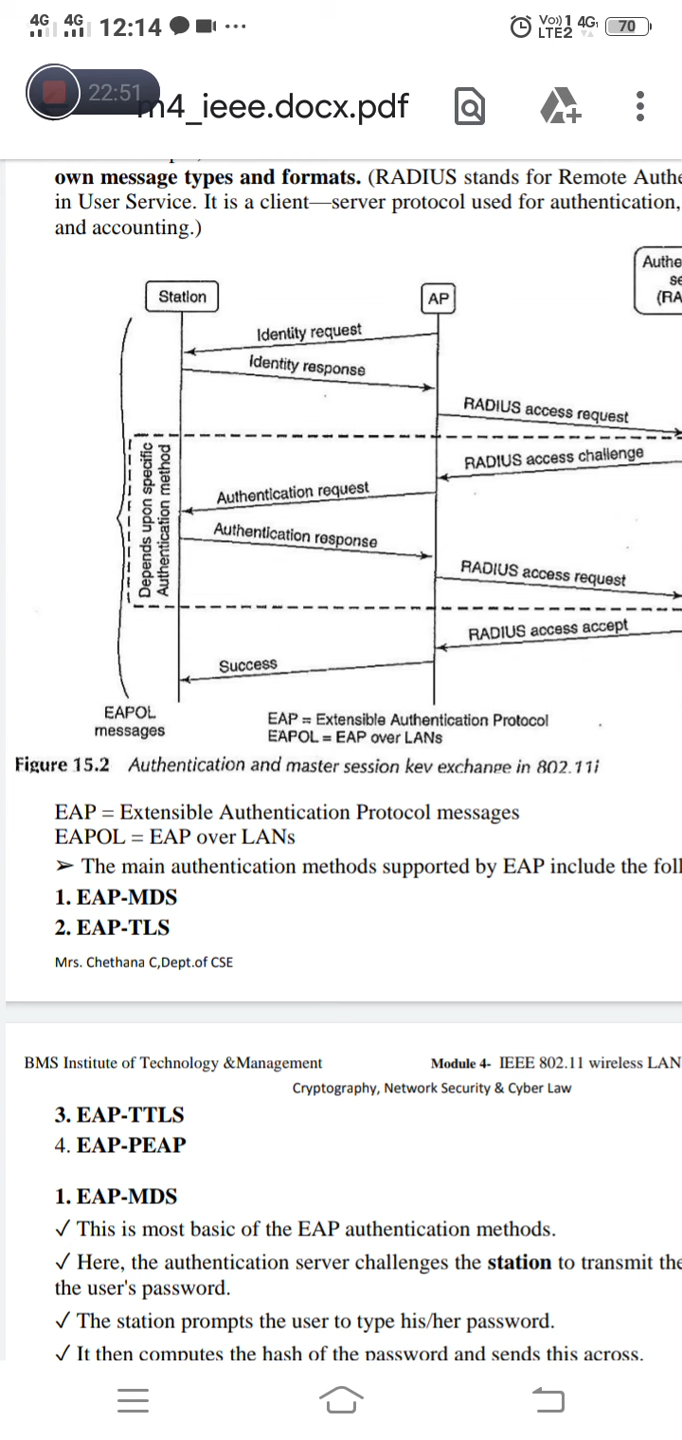 4G 4G 12:14 ... Vo)) 1 4G LTE2 70
22:51 m4_ieee.docx.pdf
own message types and formats. (RADIUS stands for Remote Authe
in User Service. It is a client—server protocol used for authentication,
and accounting.)
Authe
se
(RA
Station
AP
Identity request
Identity response
RADIUS access request
RADIUS access challenge
Depends upon specific
Authentication method
Authentication request
Authentication response
RADIUS access request
RADIUS access accept
Success
EAPOL
messages
EAP = Extensible Authentication Protocol
EAPOL = EAP over LANs
Figure 15.2 Authentication and master session key exchange in 802.11i
EAP = Extensible Authentication Protocol messages
EAPOL = EAP over LANs
➢ The main authentication methods supported by EAP include the foll
1. EAP-MDS
2. EAP-TLS
Mrs. Chethana C,Dept.of CSE
BMS Institute of Technology &Management Module 4- IEEE 802.11 wireless LAN
Cryptography, Network Security & Cyber Law
3. EAP-TTLS
4. EAP-PEAP
1. EAP-MDS
✓ This is most basic of the EAP authentication methods.
✓ Here, the authentication server challenges the station to transmit the
the user's password.
✓ The station prompts the user to type his/her password.
✓ It then computes the hash of the password and sends this across.